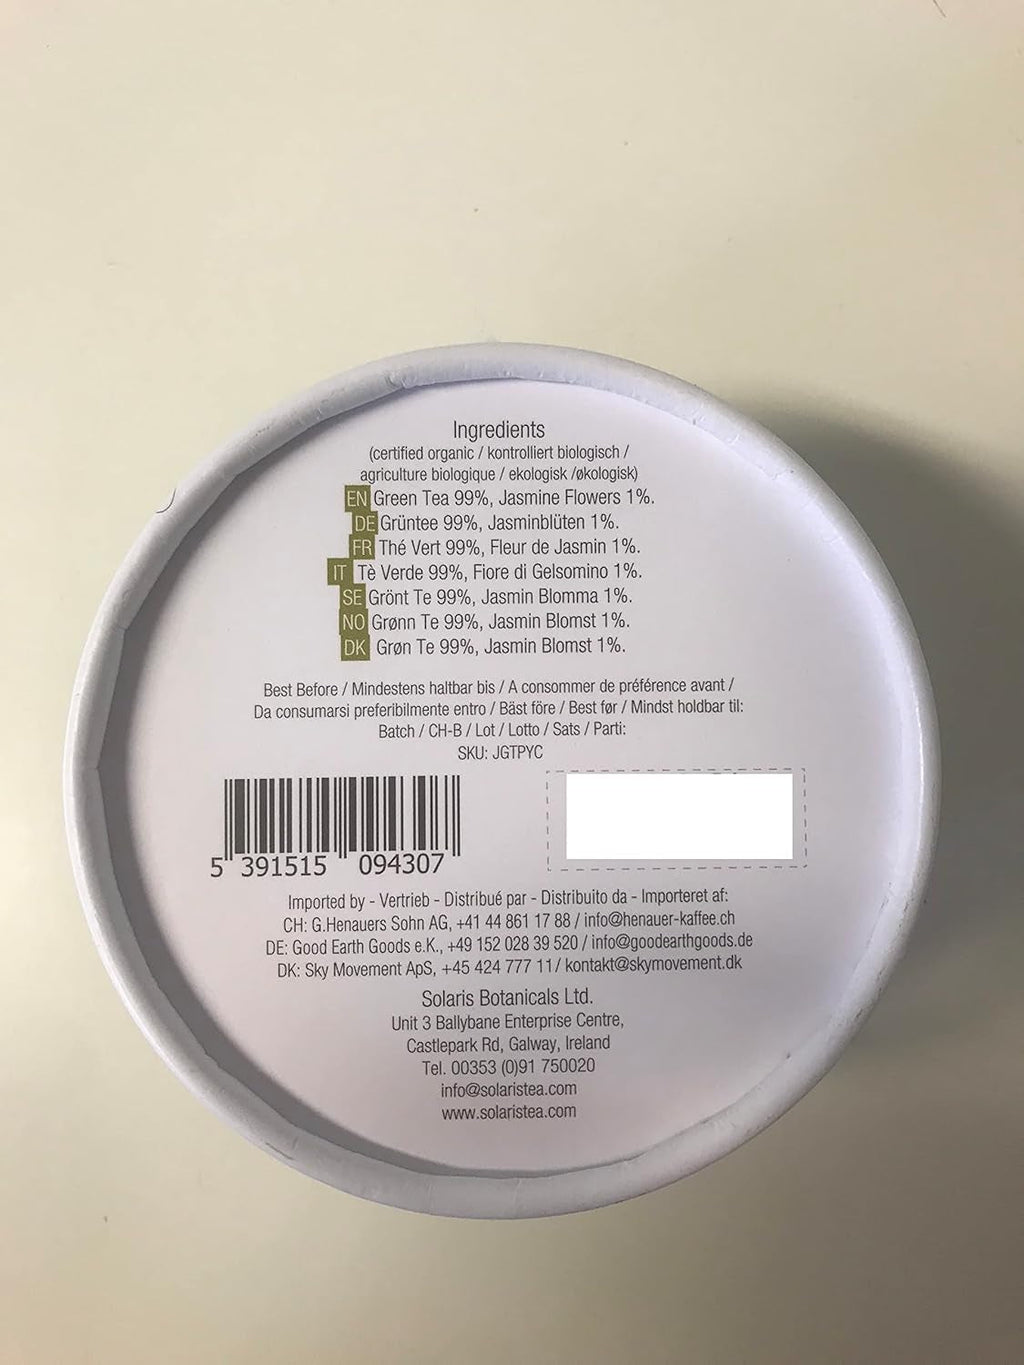 Ingredients
(certified organic / kontrolliert biologisch /
agriculture biologique / ekologisk /økologisk)
EN Green Tea 99%, Jasmine Flowers 1%.
DE Grüntee 99%, Jasminblüten 1%.
FR Thé Vert 99%, Fleur de Jasmin 1%.
IT Tè Verde 99%, Fiore di Gelsomino 1%.
SE Grönt Te 99%, Jasmin Blomma 1%.
NO Grønn Te 99%, Jasmin Blomst 1%.
DK Grøn Te 99%, Jasmin Blomst 1%.
Best Before / Mindestens haltbar bis / A consommer de préférence avant /
Da consumarsi preferibilmente entro / Bäst före / Best før / Mindst holdbar til:
Batch / CH-B / Lot / Lotto / Sats / Parti:
SKU: JGTPYC
5 391515 094307
Imported by - Vertrieb - Distribué par - Distribuito da - Importeret af:
CH: G.Henauers Sohn AG, +41 44 861 17 88 / info@henauer-kaffee.ch
DE: Good Earth Goods e.K., +49 152 028 39 520 / info@goodearthgoods.de
DK: Sky Movement ApS, +45 424 777 11/ kontakt@skymovement.dk
Solaris Botanicals Ltd.
Unit 3 Ballybane Enterprise Centre,
Castlepark Rd, Galway, Ireland
Tel. 00353 (0)91 750020
info@solaristea.com
www.solaristea.com